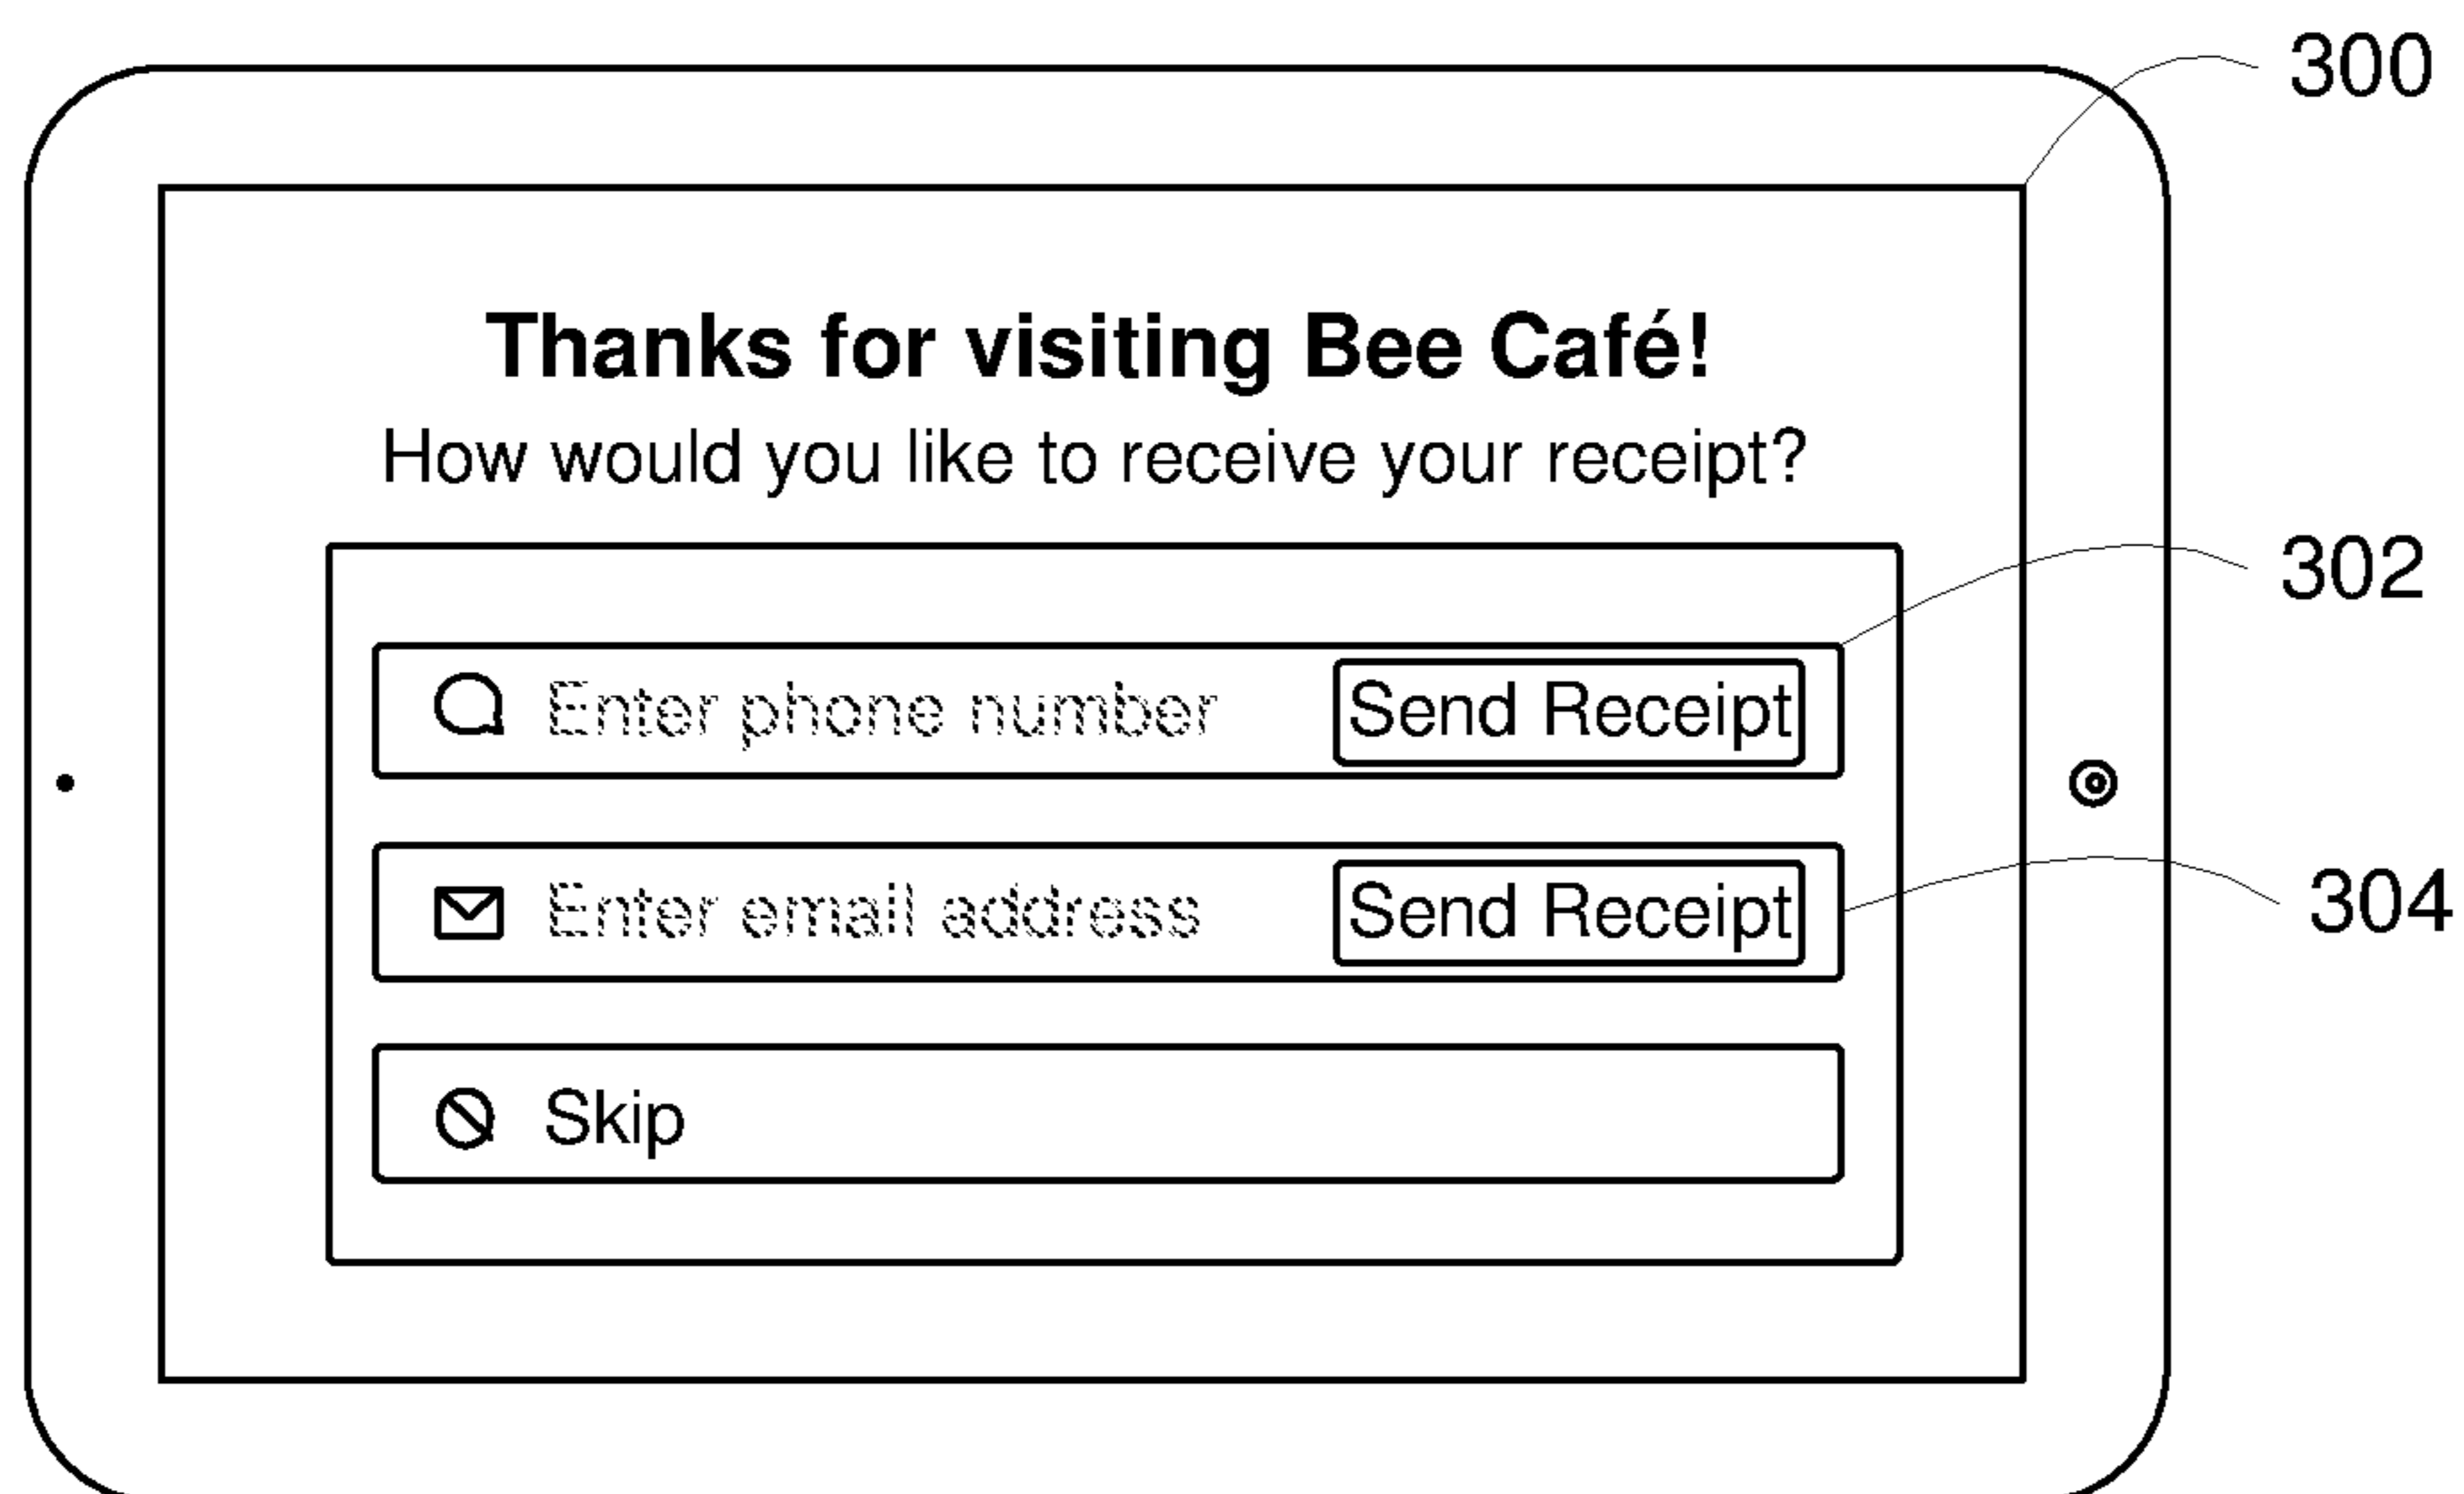 300
Thanks for visiting Bee Café!
How would you like to receive your receipt?
302
Enter phone number Send Receipt
304
Enter email address Send Receipt
Skip